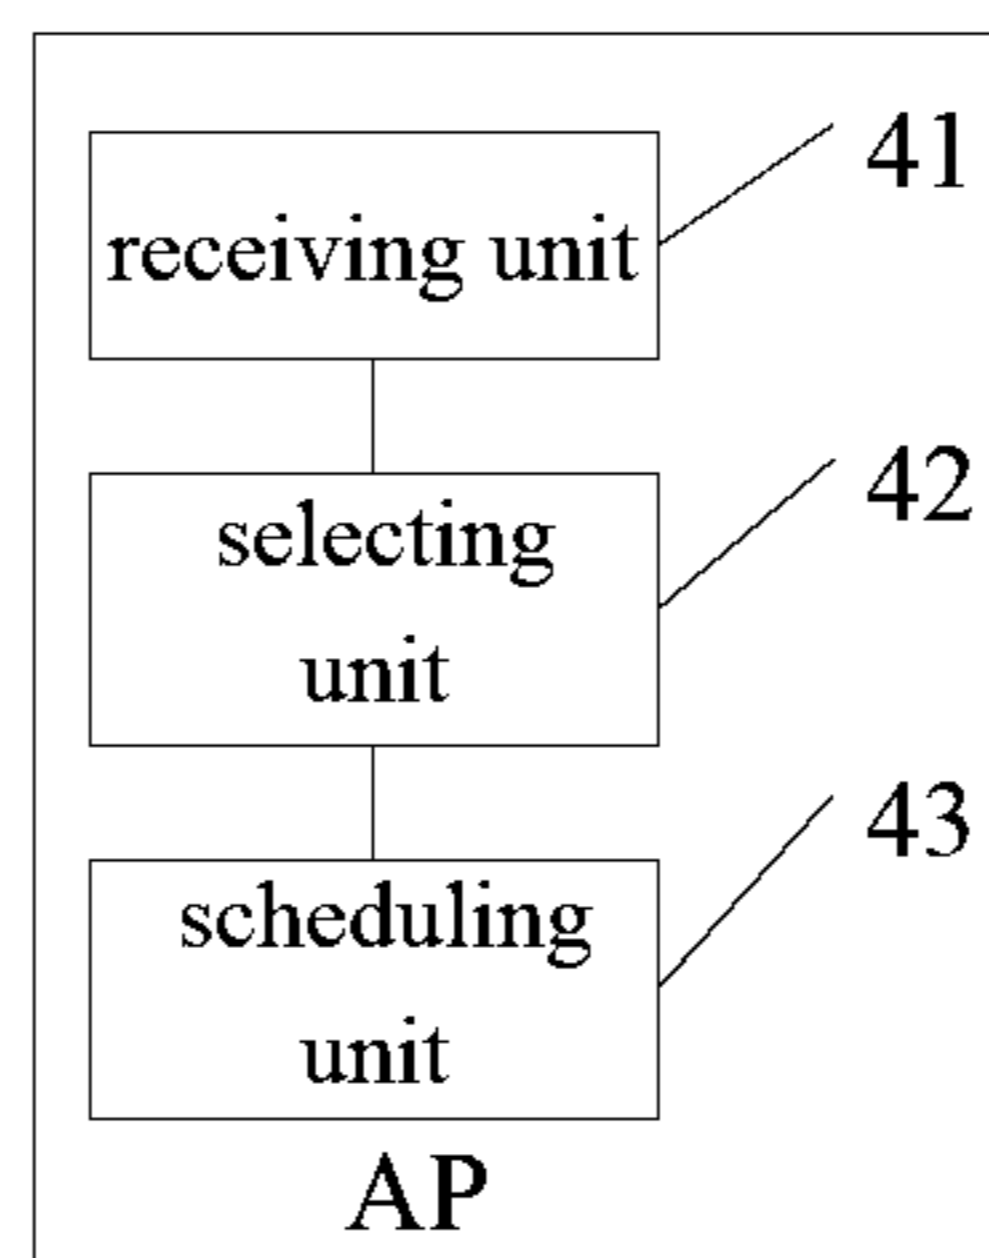 41
receiving unit
42
selecting
unit
43
scheduling
unit
AP